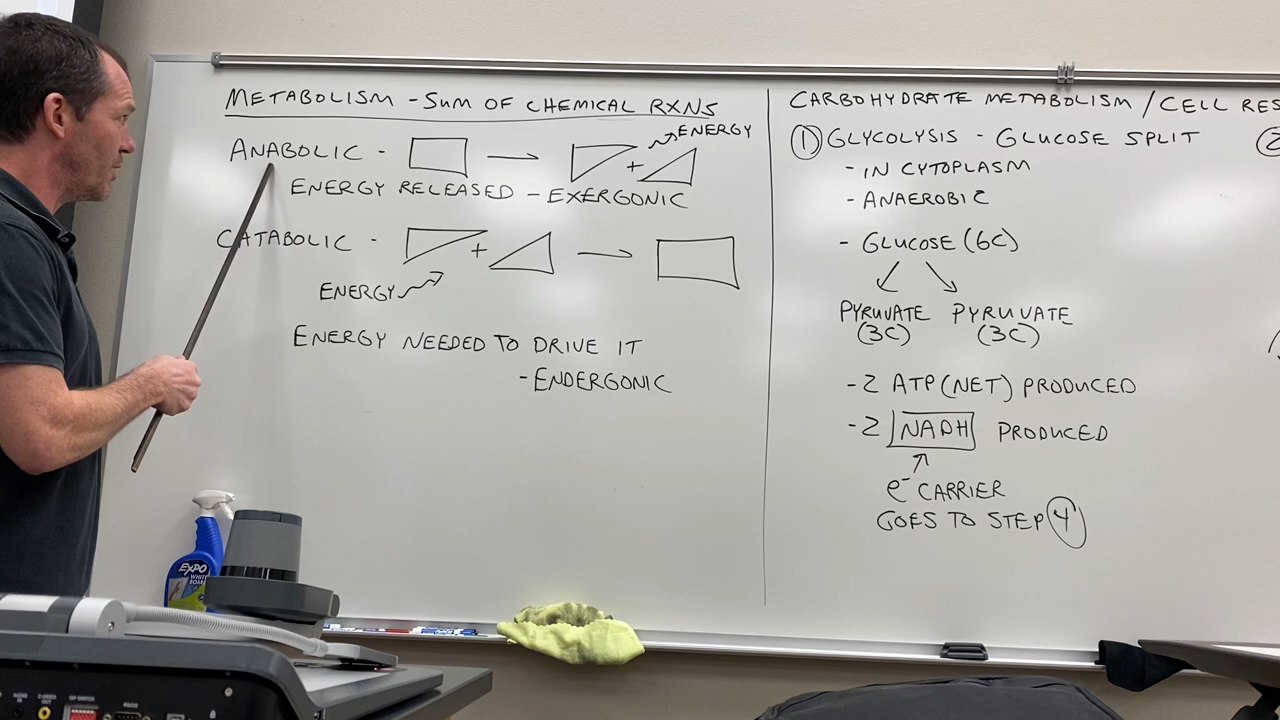 METABOLISM - SUM OF CHEMICAL RXNS
ANABOLIC -
+
ENERGY
ENERGY RELEASED - EXERGONIC
CATABOLIC -
+
ENERGY
ENERGY NEEDED TO DRIVE IT
- ENDERGONIC
CARBOHYDRATE METABOLISM / CELL RES
① GLYCOLYSIS - GLUCOSE SPLIT
- IN CYTOPLASM
- ANAEROBIC
- GLUCOSE (6C)
PYRUVATE PYRUVATE
(3C) (3C)
- 2 ATP (NET) PRODUCED
- 2 NADH PRODUCED
e⁻ CARRIER
GOES TO STEP ④
②
EXPO
WHITE